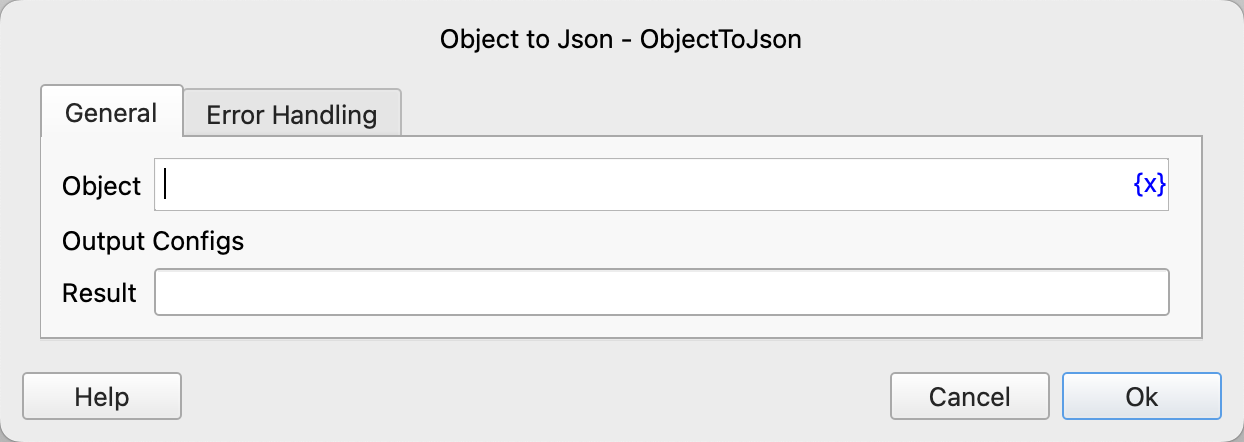 Object to Json - ObjectToJson
General Error Handling
Object {x}
Output Configs
Result
Help Cancel Ok